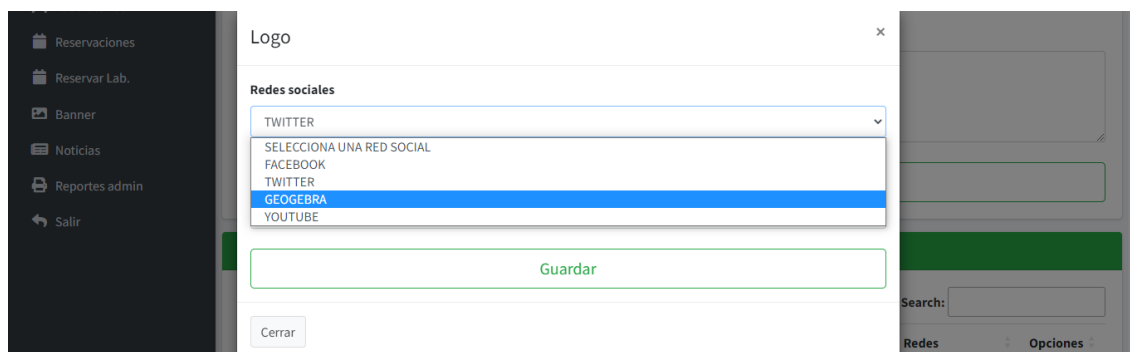 Reservaciones
Reservar Lab.
Banner
Noticias
Reportes admin
Salir
Logo
×
Redes sociales
TWITTER
SELECCIONA UNA RED SOCIAL
FACEBOOK
TWITTER
GEOGEBRA
YOUTUBE
Guardar
Cerrar
Search:
Redes Opciones